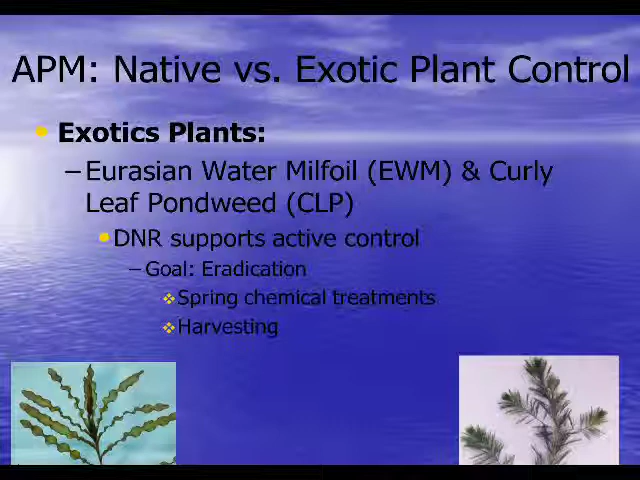 APM: Native vs. Exotic Plant Control
Exotics Plants:
–Eurasian Water Milfoil (EWM) & Curly
Leaf Pondweed (CLP)
DNR supports active control
–Goal: Eradication
Spring chemical treatments
Harvesting